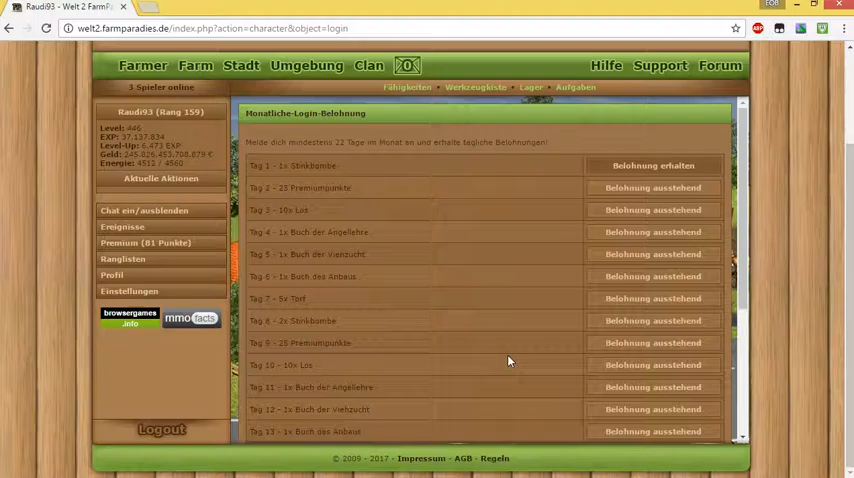 Raudi93 - Welt 2 FarmPar
EOB
welt2.farmparadies.de/index.php?action=character&object=login
ABP
Farmer Farm Stadt Umgebung Clan 0 Hilfe Support Forum
3 Spieler online
Fähigkeiten • Werkzeugkiste • Lager • Aufgaben
Raudi93 (Rang 159)
Level: 446
EXP: 37.137.834
Level-Up: 6.473 EXP
Geld: 245.826.453.708.879 €
Energie: 4512 / 4560
Aktuelle Aktionen
Chat ein/ausblenden
Ereignisse
Premium (81 Punkte)
Ranglisten
Profil
Einstellungen
browsergames
.info
mmo facts
Logout
Monatliche-Login-Belohnung
Melde dich mindestens 22 Tage im Monat an und erhalte tägliche Belohnungen!
Tag 1 - 1x Stinkbombe Belohnung erhalten
Tag 2 - 25 Premiumpunkte Belohnung ausstehend
Tag 3 - 10x Los Belohnung ausstehend
Tag 4 - 1x Buch der Angellehre Belohnung ausstehend
Tag 5 - 1x Buch der Viehzucht Belohnung ausstehend
Tag 6 - 1x Buch des Anbaus Belohnung ausstehend
Tag 7 - 5x Torf Belohnung ausstehend
Tag 8 - 2x Stinkbombe Belohnung ausstehend
Tag 9 - 25 Premiumpunkte Belohnung ausstehend
Tag 10 - 10x Los Belohnung ausstehend
Tag 11 - 1x Buch der Angellehre Belohnung ausstehend
Tag 12 - 1x Buch der Viehzucht Belohnung ausstehend
Tag 13 - 1x Buch des Anbaus Belohnung ausstehend
© 2009 - 2017 - Impressum - AGB - Regeln